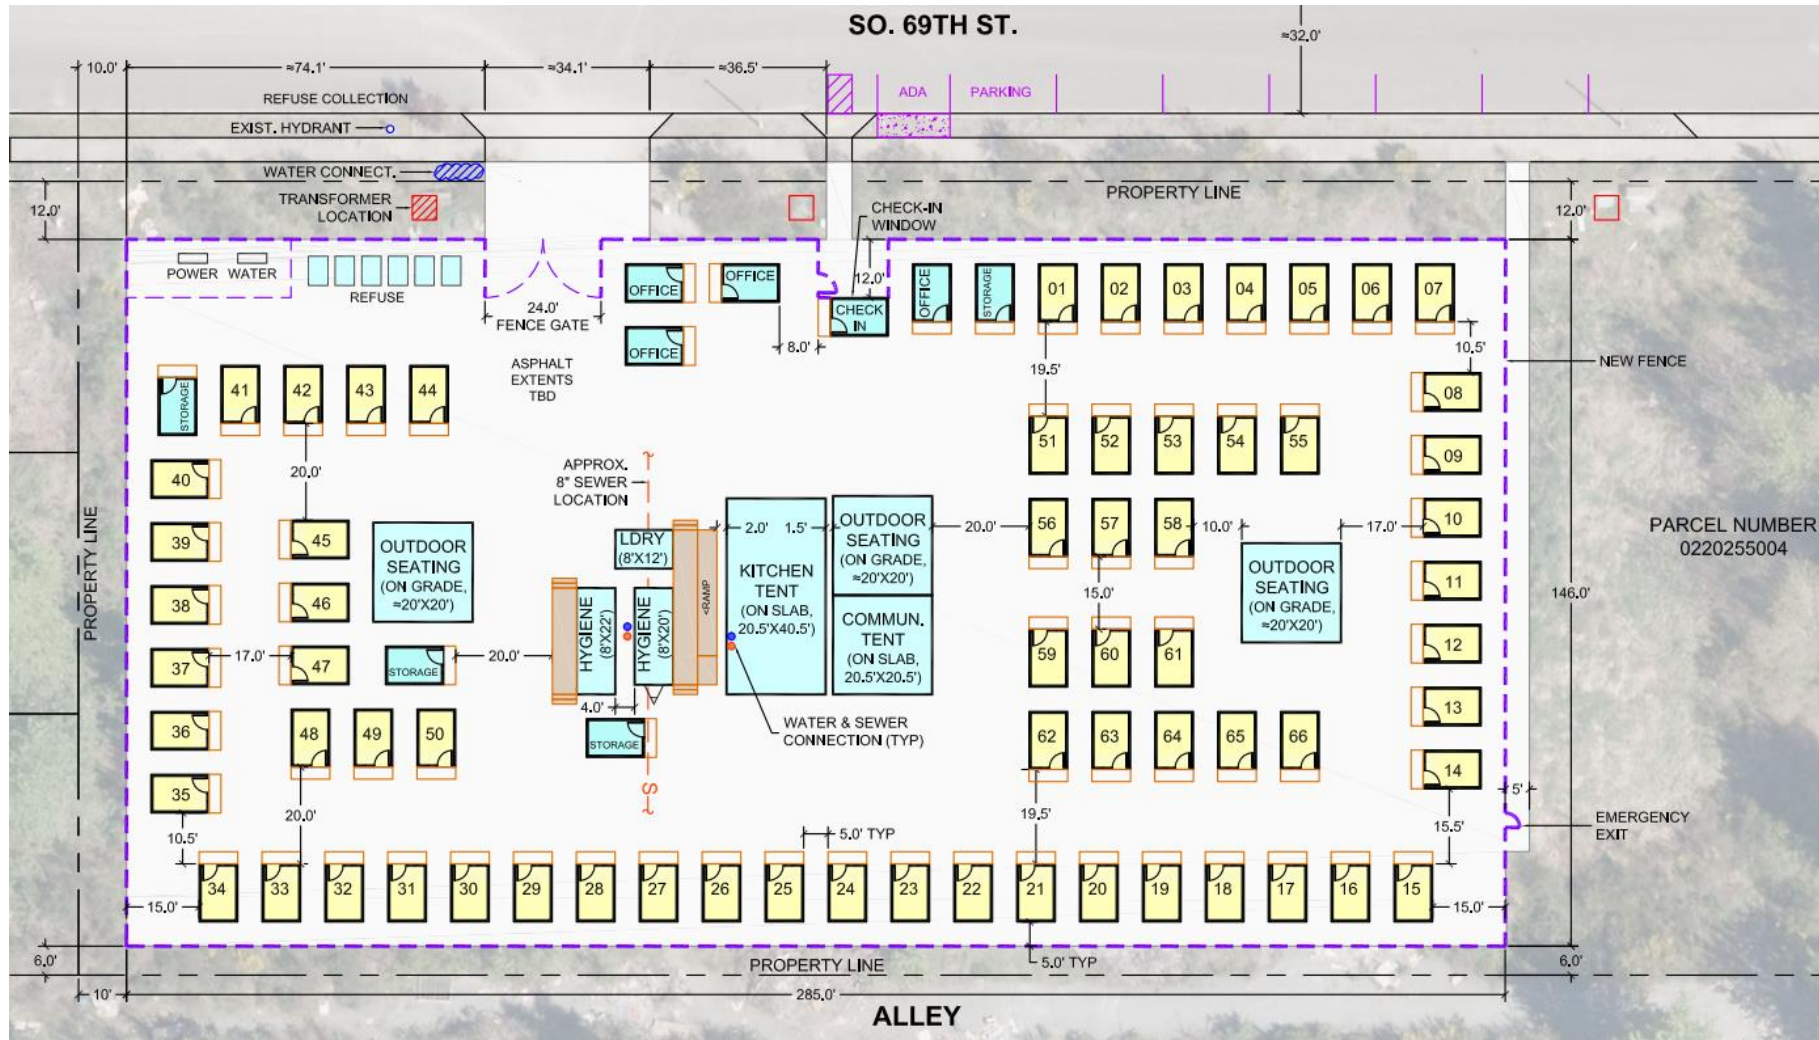 SO. 69TH ST.
≈32.0'
10.0'
≈74.1'
≈34.1'
≈36.5'
REFUSE COLLECTION
EXIST. HYDRANT
WATER CONNECT.
TRANSFORMER
LOCATION
ADA
PARKING
PROPERTY LINE
CHECK-IN
WINDOW
12.0'
12.0'
POWER
WATER
REFUSE
24.0'
FENCE GATE
OFFICE
OFFICE
OFFICE
12.0'
CHECK
IN
8.0'
OFFICE
STORAGE
01
02
03
04
05
06
07
10.5'
19.5'
NEW FENCE
ASPHALT
EXTENTS
TBD
STORAGE
41
42
43
44
20.0'
51
52
53
54
55
08
09
10
11
12
13
14
40
39
38
37
36
35
45
46
47
17.0'
48
49
50
OUTDOOR
SEATING
(ON GRADE,
≈20'X20')
STORAGE
20.0'
APPROX.
8" SEWER
LOCATION
LDRY
(8'X12')
HYGIENE
(8'X22')
HYGIENE
(8'X20')
<RAMP
4.0'
STORAGE
S
2.0'
1.5'
KITCHEN
TENT
(ON SLAB,
20.5'X40.5')
OUTDOOR
SEATING
(ON GRADE,
≈20'X20')
COMMUN.
TENT
(ON SLAB,
20.5'X20.5')
20.0'
WATER & SEWER
CONNECTION (TYP)
56
57
58
10.0'
17.0'
15.0'
OUTDOOR
SEATING
(ON GRADE,
≈20'X20')
59
60
61
62
63
64
65
66
PARCEL NUMBER
0220255004
146.0'
5'
EMERGENCY
EXIT
15.5'
19.5'
5.0' TYP
20.0'
10.5'
PROPERTY LINE
34
33
32
31
30
29
28
27
26
25
24
23
22
21
20
19
18
17
16
15
15.0'
15.0'
6.0'
PROPERTY LINE
5.0' TYP
6.0'
10'
285.0'
ALLEY